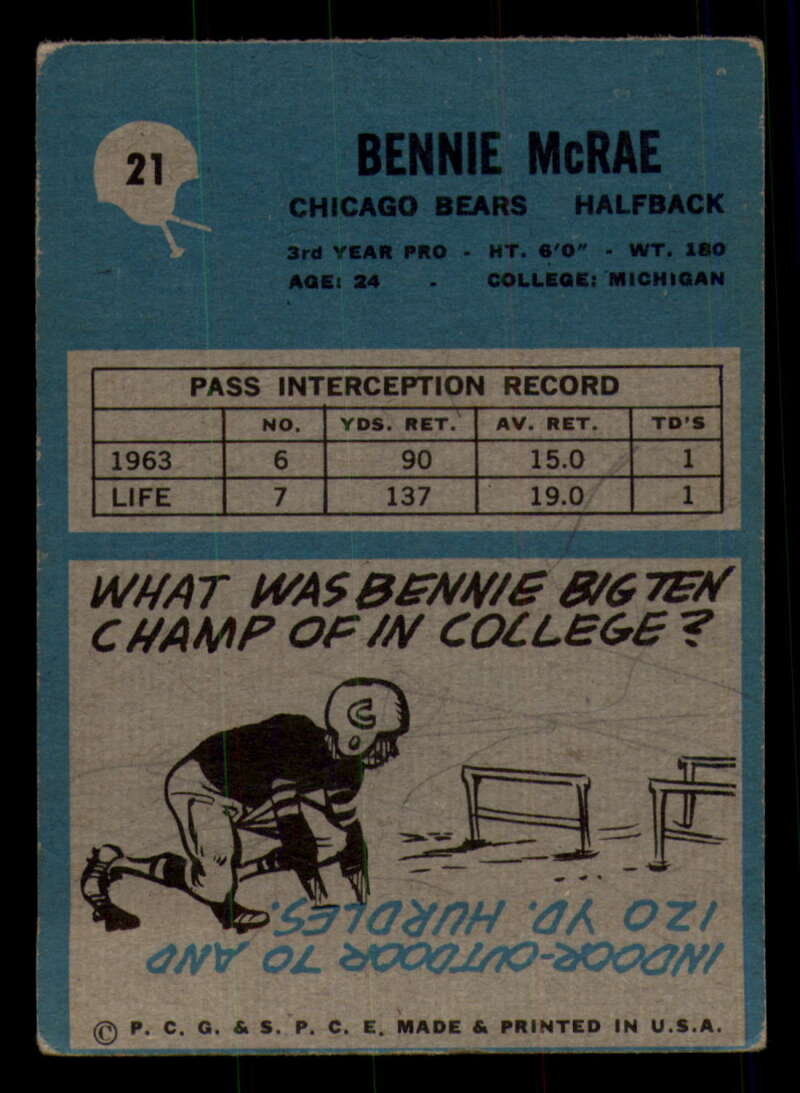 21
BENNIE McRAE
CHICAGO BEARS HALFBACK
3rd YEAR PRO - HT. 6'0" - WT. 180
AGE: 24 - COLLEGE: MICHIGAN
PASS INTERCEPTION RECORD
NO. YDS. RET. AV. RET. TD'S
1963 6 90 15.0 1
LIFE 7 137 19.0 1
WHAT WAS BENNIE BIG TEN
CHAMP OF IN COLLEGE?
C
INDOOR-OUTDOOR 70 AND
120 YD. HURDLES.
© P. C. G. & S. P. C. E. MADE & PRINTED IN U.S.A.